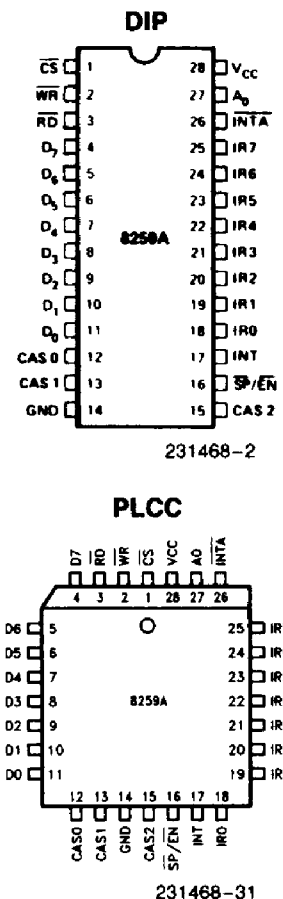 DIP
CS 1 28 VCC
WR 2 27 A0
RD 3 26 INTA
D7 4 25 IR7
D6 5 24 IR6
D5 6 23 IR5
D4 7 22 IR4
8259A
D3 8 21 IR3
D2 9 20 IR2
D1 10 19 IR1
D0 11 18 IR0
CAS 0 12 17 INT
CAS 1 13 16 SP/EN
GND 14 15 CAS 2
231468-2
PLCC
D7 RD WR CS VCC A0 INTA
4 3 2 1 28 27 26
D6 5 25 IR
D5 6 24 IR
D4 7 23 IR
D3 8 8259A 22 IR
D2 9 21 IR
D1 10 20 IR
D0 11 19 IR
12 13 14 15 16 17 18
CAS0 CAS1 GND CAS2 SP/EN INT IR0
231468-31